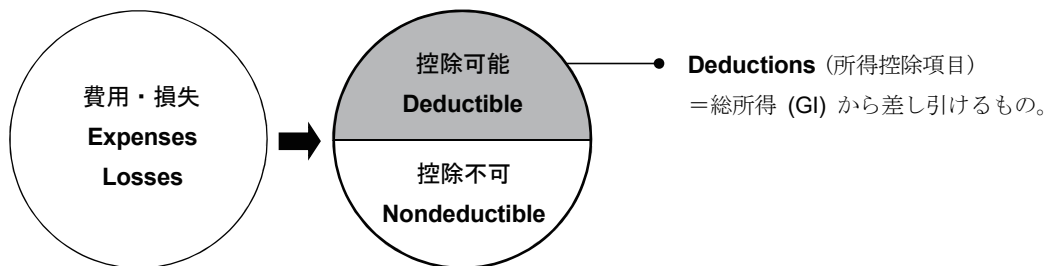 費用・損失
Expenses
Losses
控除可能
Deductible
控除不可
Nondeductible
Deductions (所得控除項目)
＝総所得 (GI) から差し引けるもの。